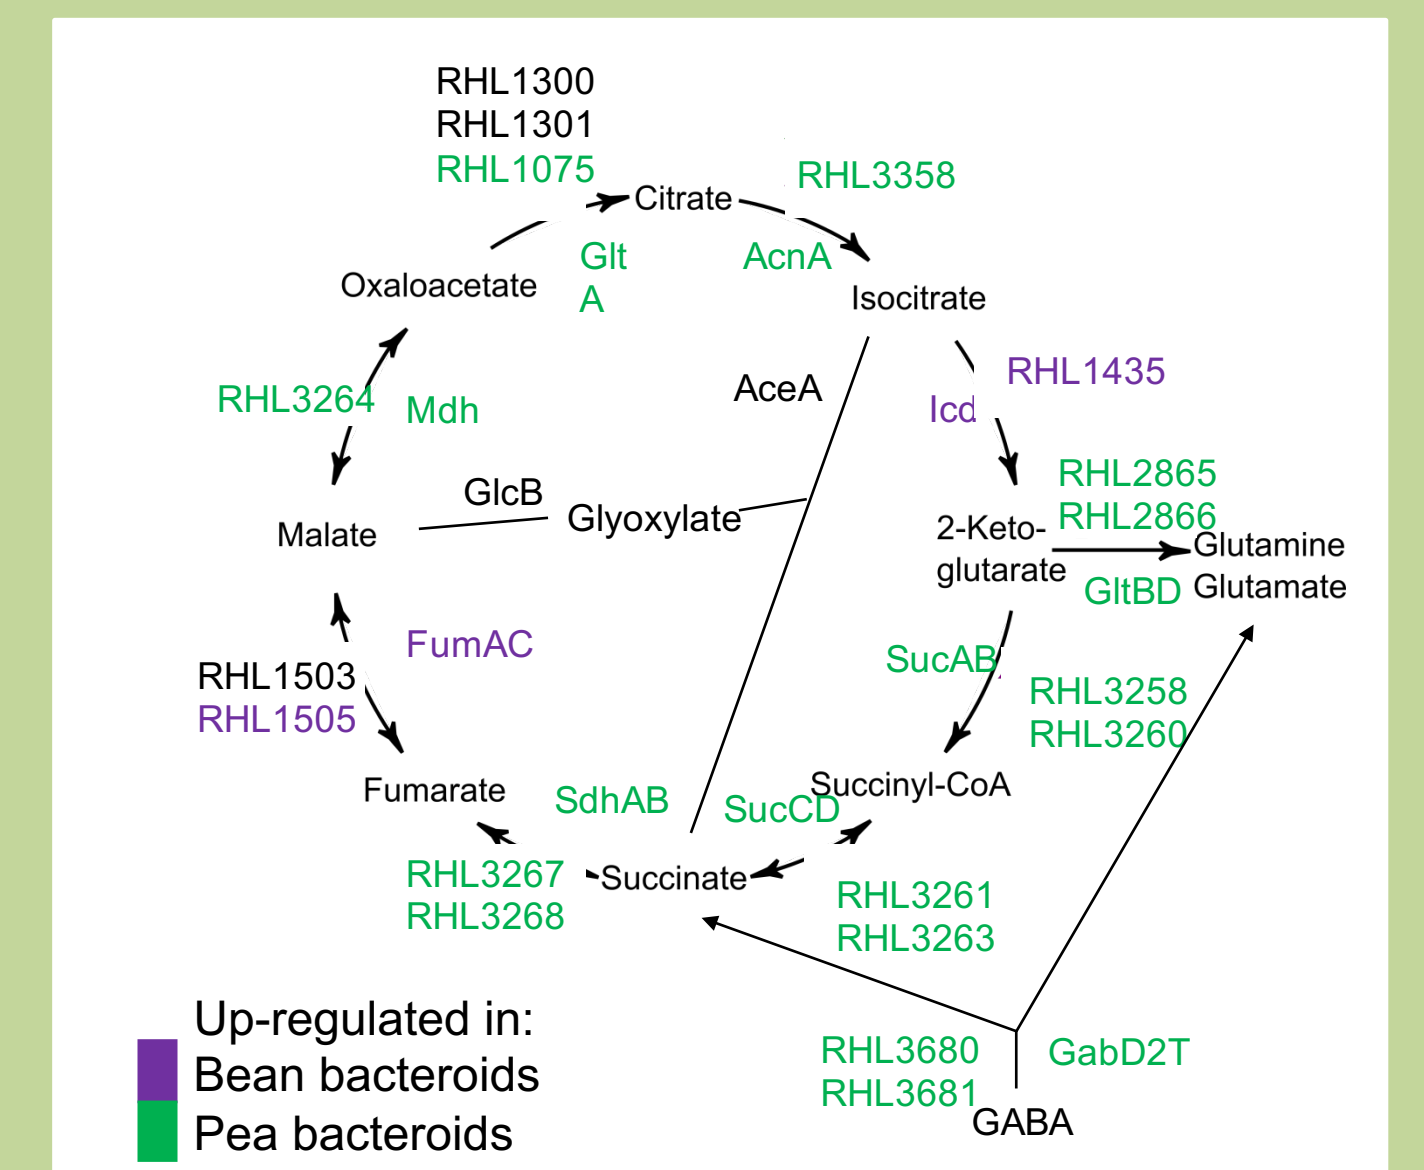 RHL1300
RHL1301
RHL1075
RHL3358
Citrate
Glt
A
AcnA
Oxaloacetate
Isocitrate
RHL1435
AceA
Icd
RHL3264
Mdh
RHL2865
RHL2866
GlcB
Glyoxylate
Malate
2-Keto-
glutarate
Glutamine
Glutamate
GltBD
FumAC
SucAB
RHL1503
RHL1505
RHL3258
RHL3260
Fumarate
SdhAB
SucCD
Succinyl-CoA
RHL3267
RHL3268
Succinate
RHL3261
RHL3263
Up-regulated in:
Bean bacteroids
Pea bacteroids
RHL3680
RHL3681
GabD2T
GABA